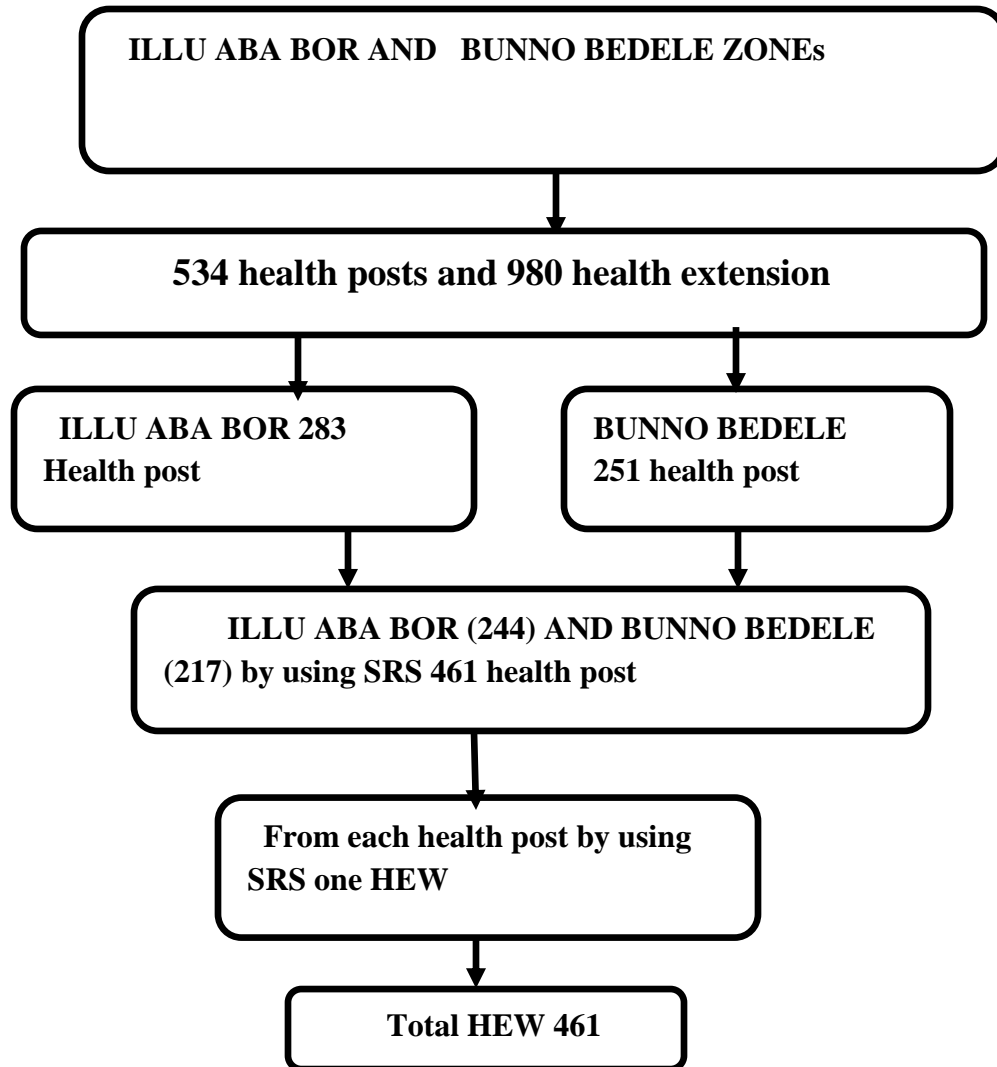 ILLU ABA BOR AND BUNNO BEDELE ZONEs
534 health posts and 980 health extension
ILLU ABA BOR 283
Health post
BUNNO BEDELE
251 health post
ILLU ABA BOR (244) AND BUNNO BEDELE
(217) by using SRS 461 health post
From each health post by using
SRS one HEW
Total HEW 461